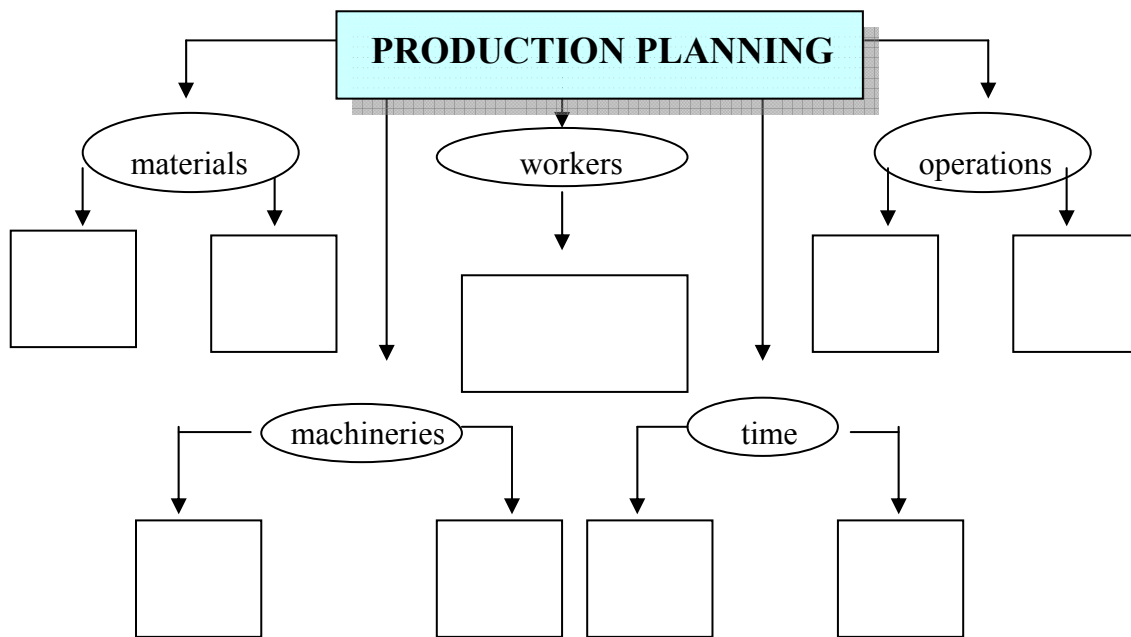 PRODUCTION PLANNING
materials
workers
operations
machineries
time